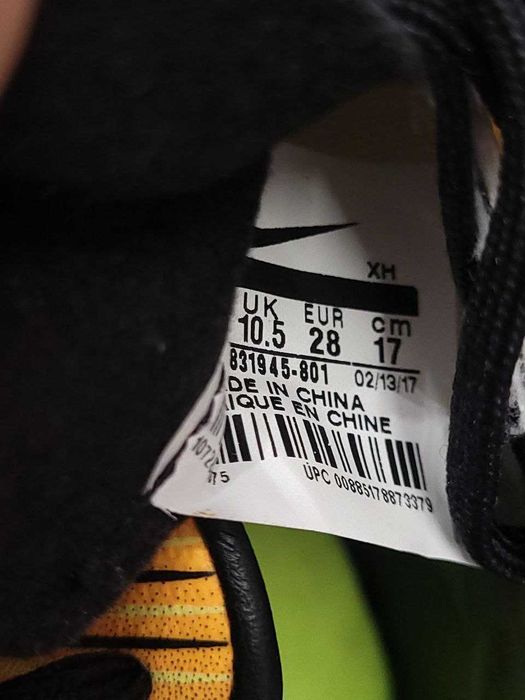 XH
UK EUR cm
10.5 28 17
831945-801 02/13/17
DE IN CHINA
IQUE EN CHINE
UPC 00885178873379